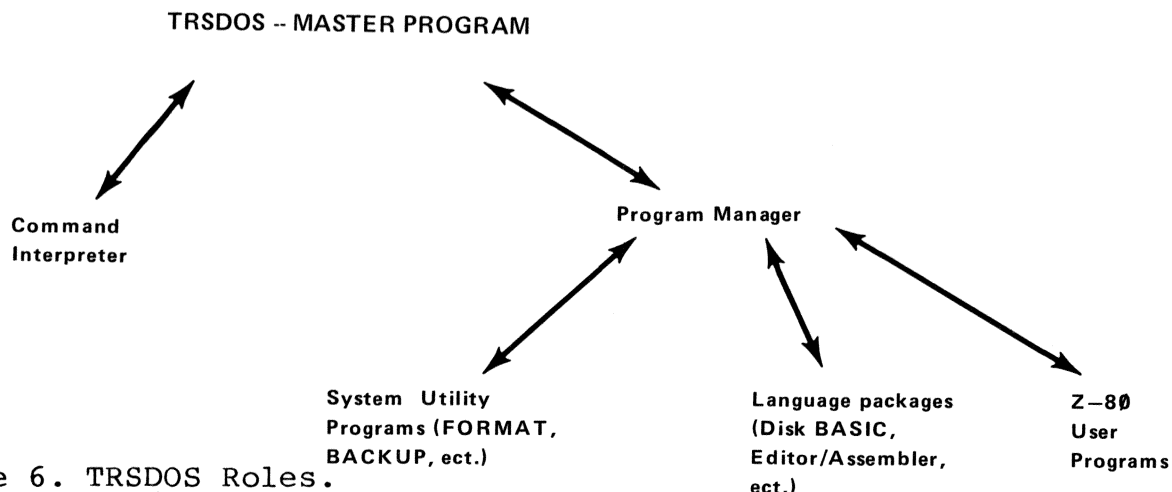 TRSDOS -- MASTER PROGRAM
Command
Interpreter
Program Manager
System Utility
Programs (FORMAT,
BACKUP, ect.)
Language packages
(Disk BASIC,
Editor/Assembler,
ect.)
Z-80
User
Programs
e 6. TRSDOS Roles.